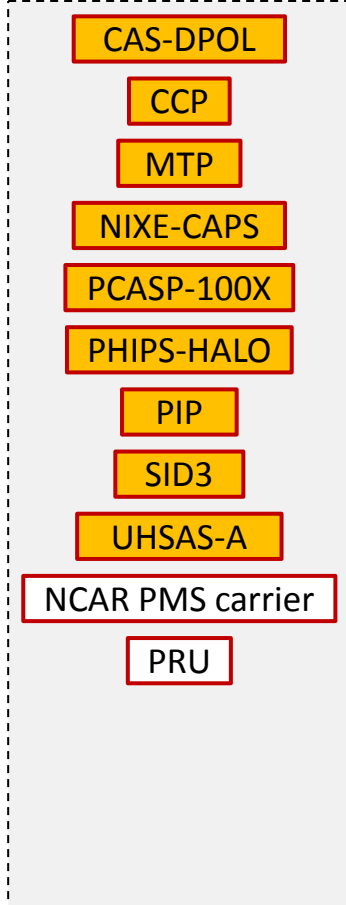 CAS-DPOL
CCP
MTP
NIXE-CAPS
PCASP-100X
PHIPS-HALO
PIP
SID3
UHSAS-A
NCAR PMS carrier
PRU